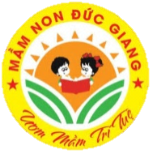 MẦM NON ĐỨC GIANG
Ươm Mầm Trí Tuệ